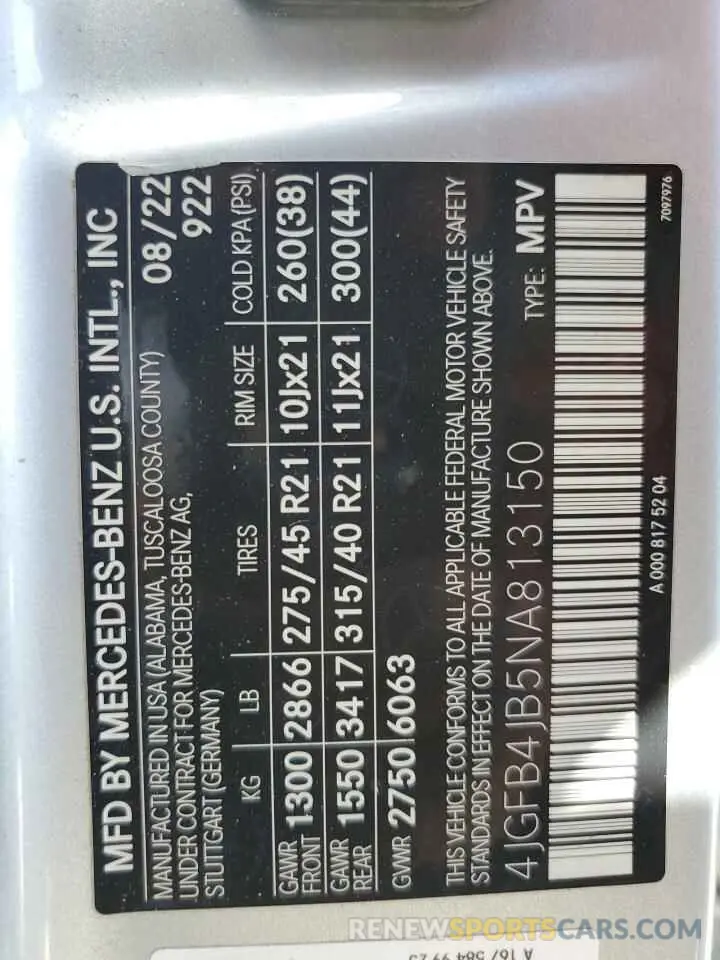 MFD BY MERCEDES-BENZ U.S. INTL., INC
MANUFACTURED IN USA (ALABAMA, TUSCALOOSA COUNTY) 08/22
UNDER CONTRACT FOR MERCEDES-BENZ AG, 922
STUTTGART (GERMANY)
KG LB TIRES RIM SIZE COLD KPA (PSI)
GAWR FRONT 1300 2866 275/45 R21 10Jx21 260(38)
GAWR REAR 1550 3417 315/40 R21 11Jx21 300(44)
GVWR 2750 6063
THIS VEHICLE CONFORMS TO ALL APPLICABLE FEDERAL MOTOR VEHICLE SAFETY
STANDARDS IN EFFECT ON THE DATE OF MANUFACTURE SHOWN ABOVE.
4JGFB4JB5NA813150 TYPE: MPV
A 000 817 52 04 7097976
RENEWSPORTSCARS.COM